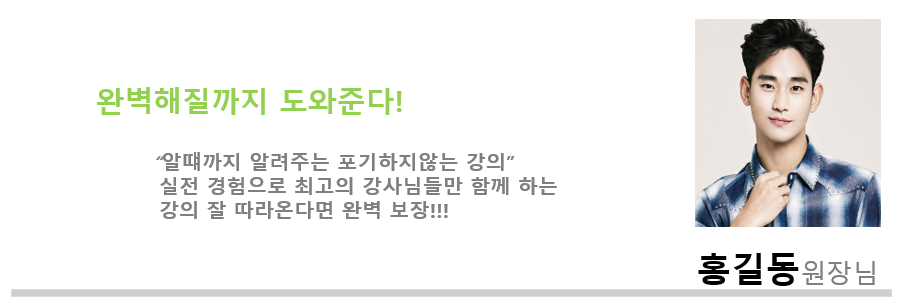 완벽해질까지 도와준다!
“알때까지 알려주는 포기하지않는 강의”
실전 경험으로 최고의 강사님들만 함께 하는
강의 잘 따라온다면 완벽 보장!!!
홍길동원장님